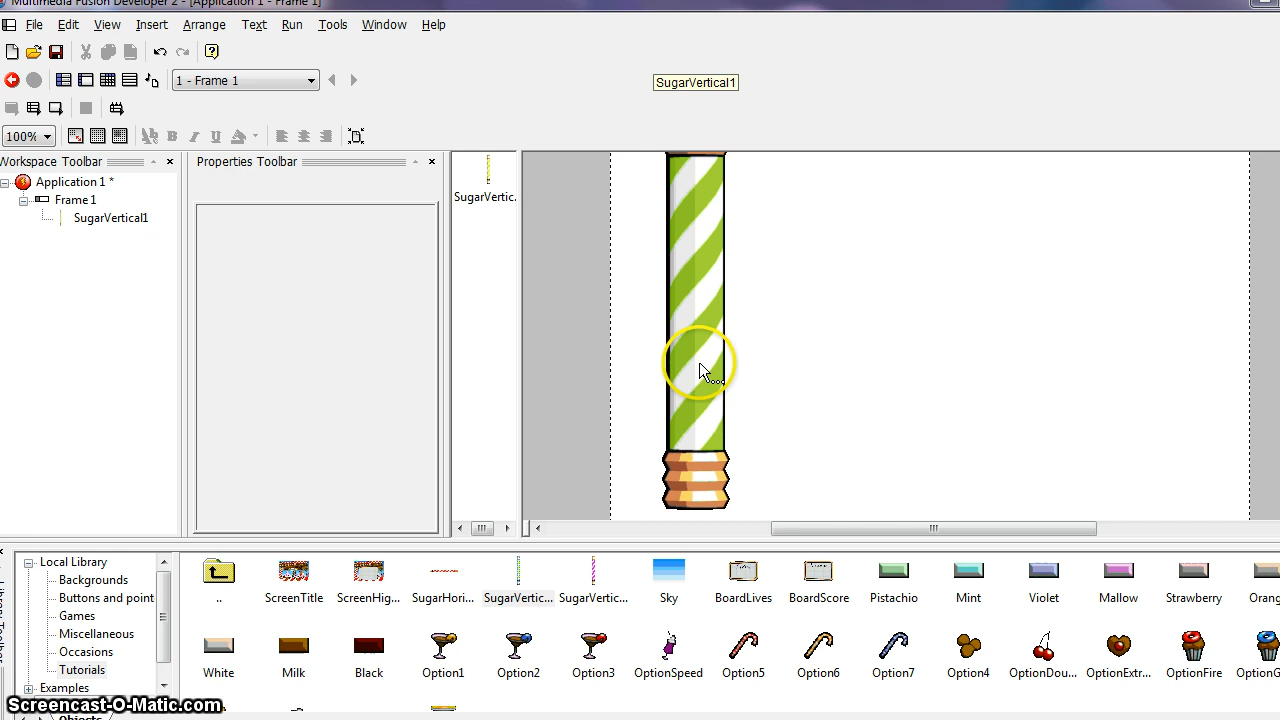 Multimedia Fusion Developer 2 - [Application 1 - Frame 1]
File Edit View Insert Arrange Text Run Tools Window Help
1 - Frame 1
SugarVertical1
100%
B I U A
Workspace Toolbar
Properties Toolbar
Application 1 *
Frame 1
SugarVertical1
SugarVertic.
Local Library
Backgrounds
Buttons and point
Games
Miscellaneous
Occasions
Tutorials
Examples
..
ScreenTitle
ScreenHig...
SugarHori...
SugarVertic...
SugarVertic...
Sky
BoardLives
BoardScore
Pistachio
Mint
Violet
Mallow
Strawberry
Orang
White
Milk
Black
Option1
Option2
Option3
OptionSpeed
Option5
Option6
Option7
Option4
OptionDou...
OptionExtr...
OptionFire
OptionG
Screencast-O-Matic.com
Objects